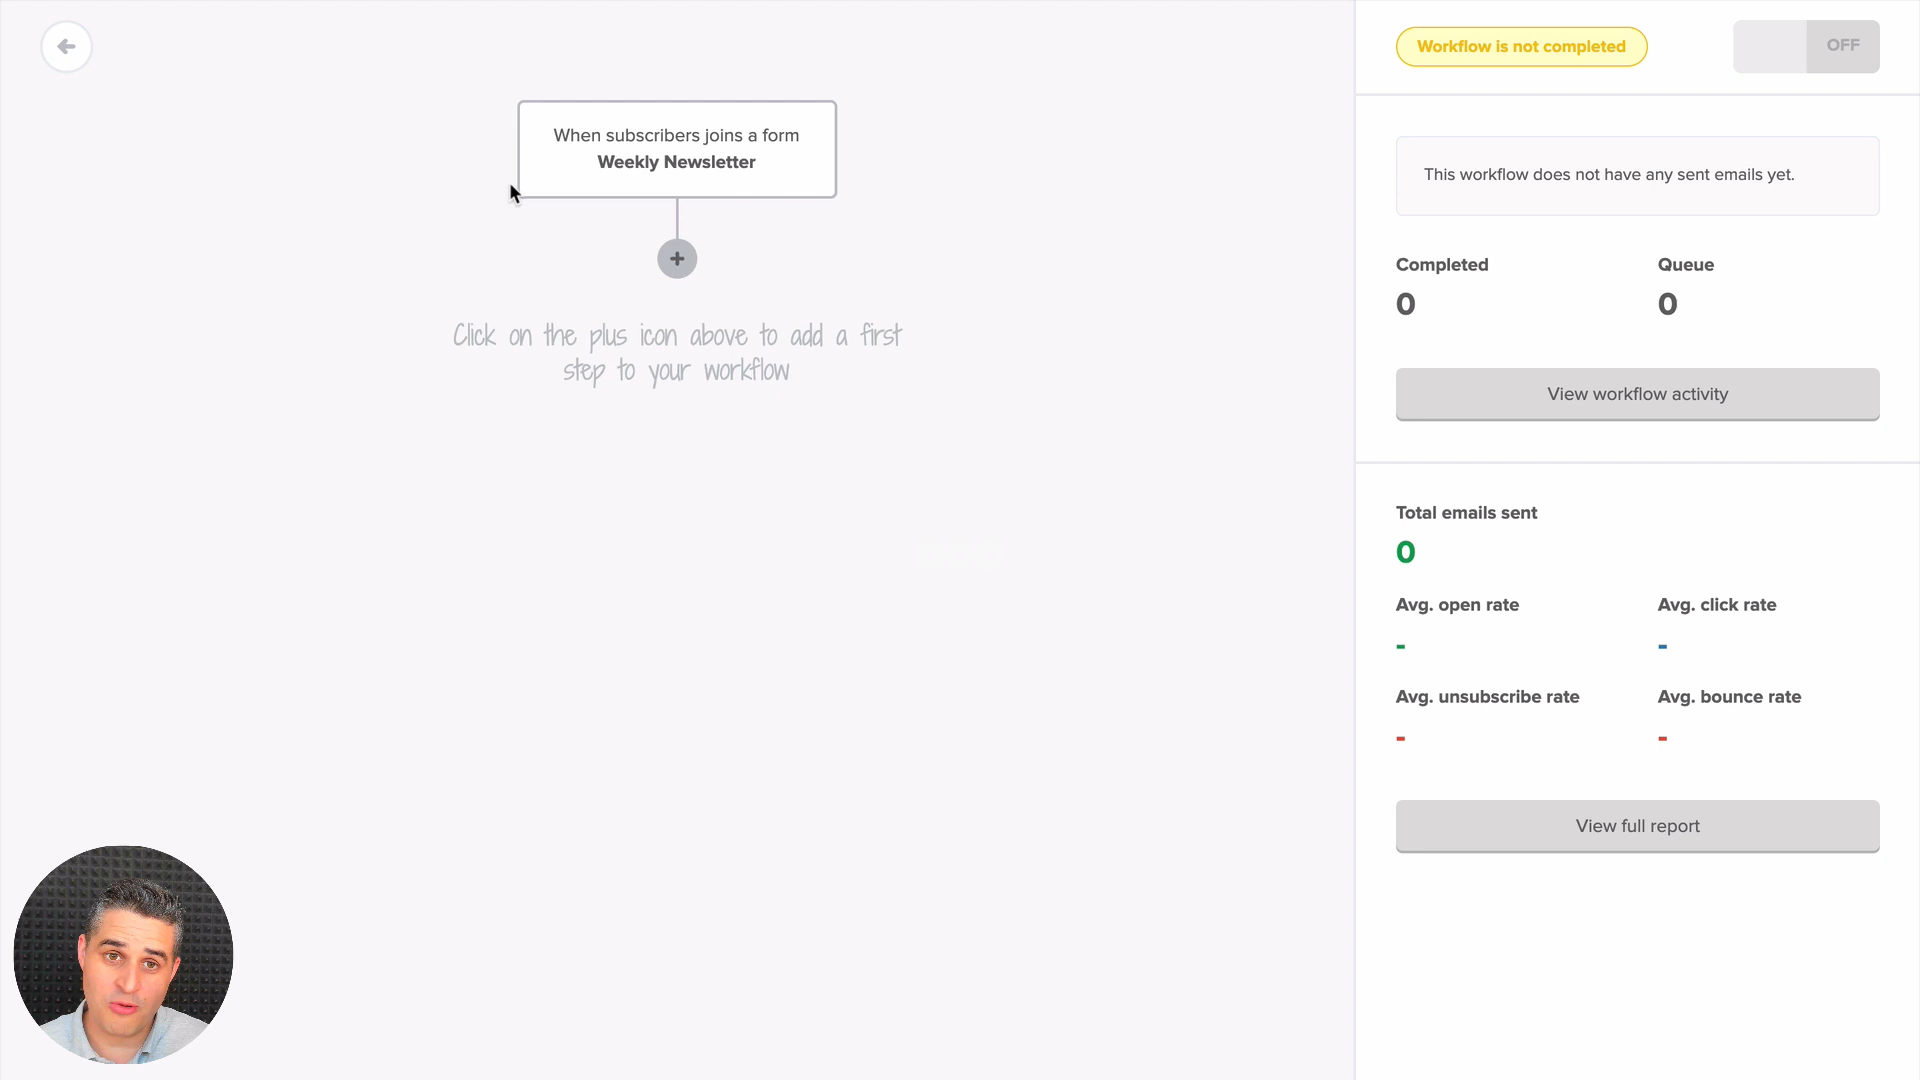 Workflow is not completed
OFF
When subscribers joins a form
Weekly Newsletter
Click on the plus icon above to add a first
step to your workflow
This workflow does not have any sent emails yet.
Completed
Queue
0
0
View workflow activity
Total emails sent
0
Avg. open rate
Avg. click rate
-
-
Avg. unsubscribe rate
Avg. bounce rate
-
-
View full report